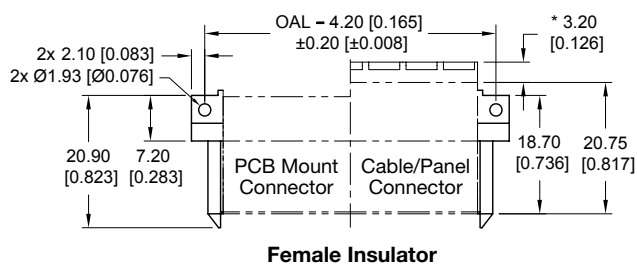 OAL – 4.20 [0.165]
±0.20 [±0.008]
* 3.20
[0.126]
2x 2.10 [0.083]
2x Ø1.93 [Ø0.076]
20.90
[0.823]
7.20
[0.283]
PCB Mount
Connector
Cable/Panel
Connector
18.70
[0.736]
20.75
[0.817]
Female Insulator